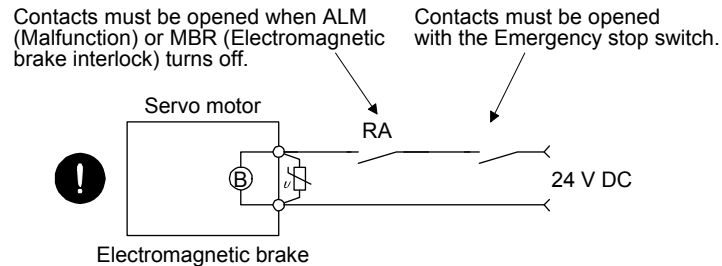 Contacts must be opened when ALM
(Malfunction) or MBR (Electromagnetic
brake interlock) turns off.
Contacts must be opened
with the Emergency stop switch.
Servo motor
RA
B
υ
24 V DC
Electromagnetic brake